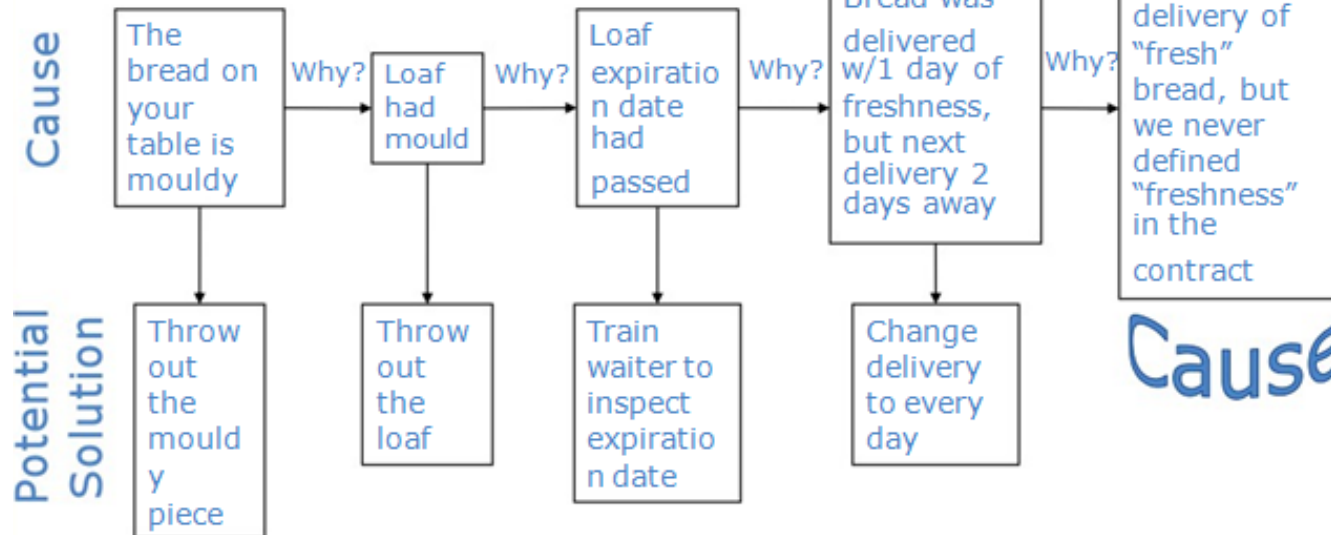 Cause
The
bread on
your
table is
mouldy
Why?
Loaf
had
mould
Why?
Loaf
expiratio
n date
had
passed
Why?
Bread was
delivered
w/1 day of
freshness,
but next
delivery 2
days away
Why?
delivery of
“fresh”
bread, but
we never
defined
“freshness”
in the
contract
Potential
Solution
Throw
out
the
mould
y
piece
Throw
out
the
loaf
Train
waiter to
inspect
expiratio
n date
Change
delivery
to every
day
Cause